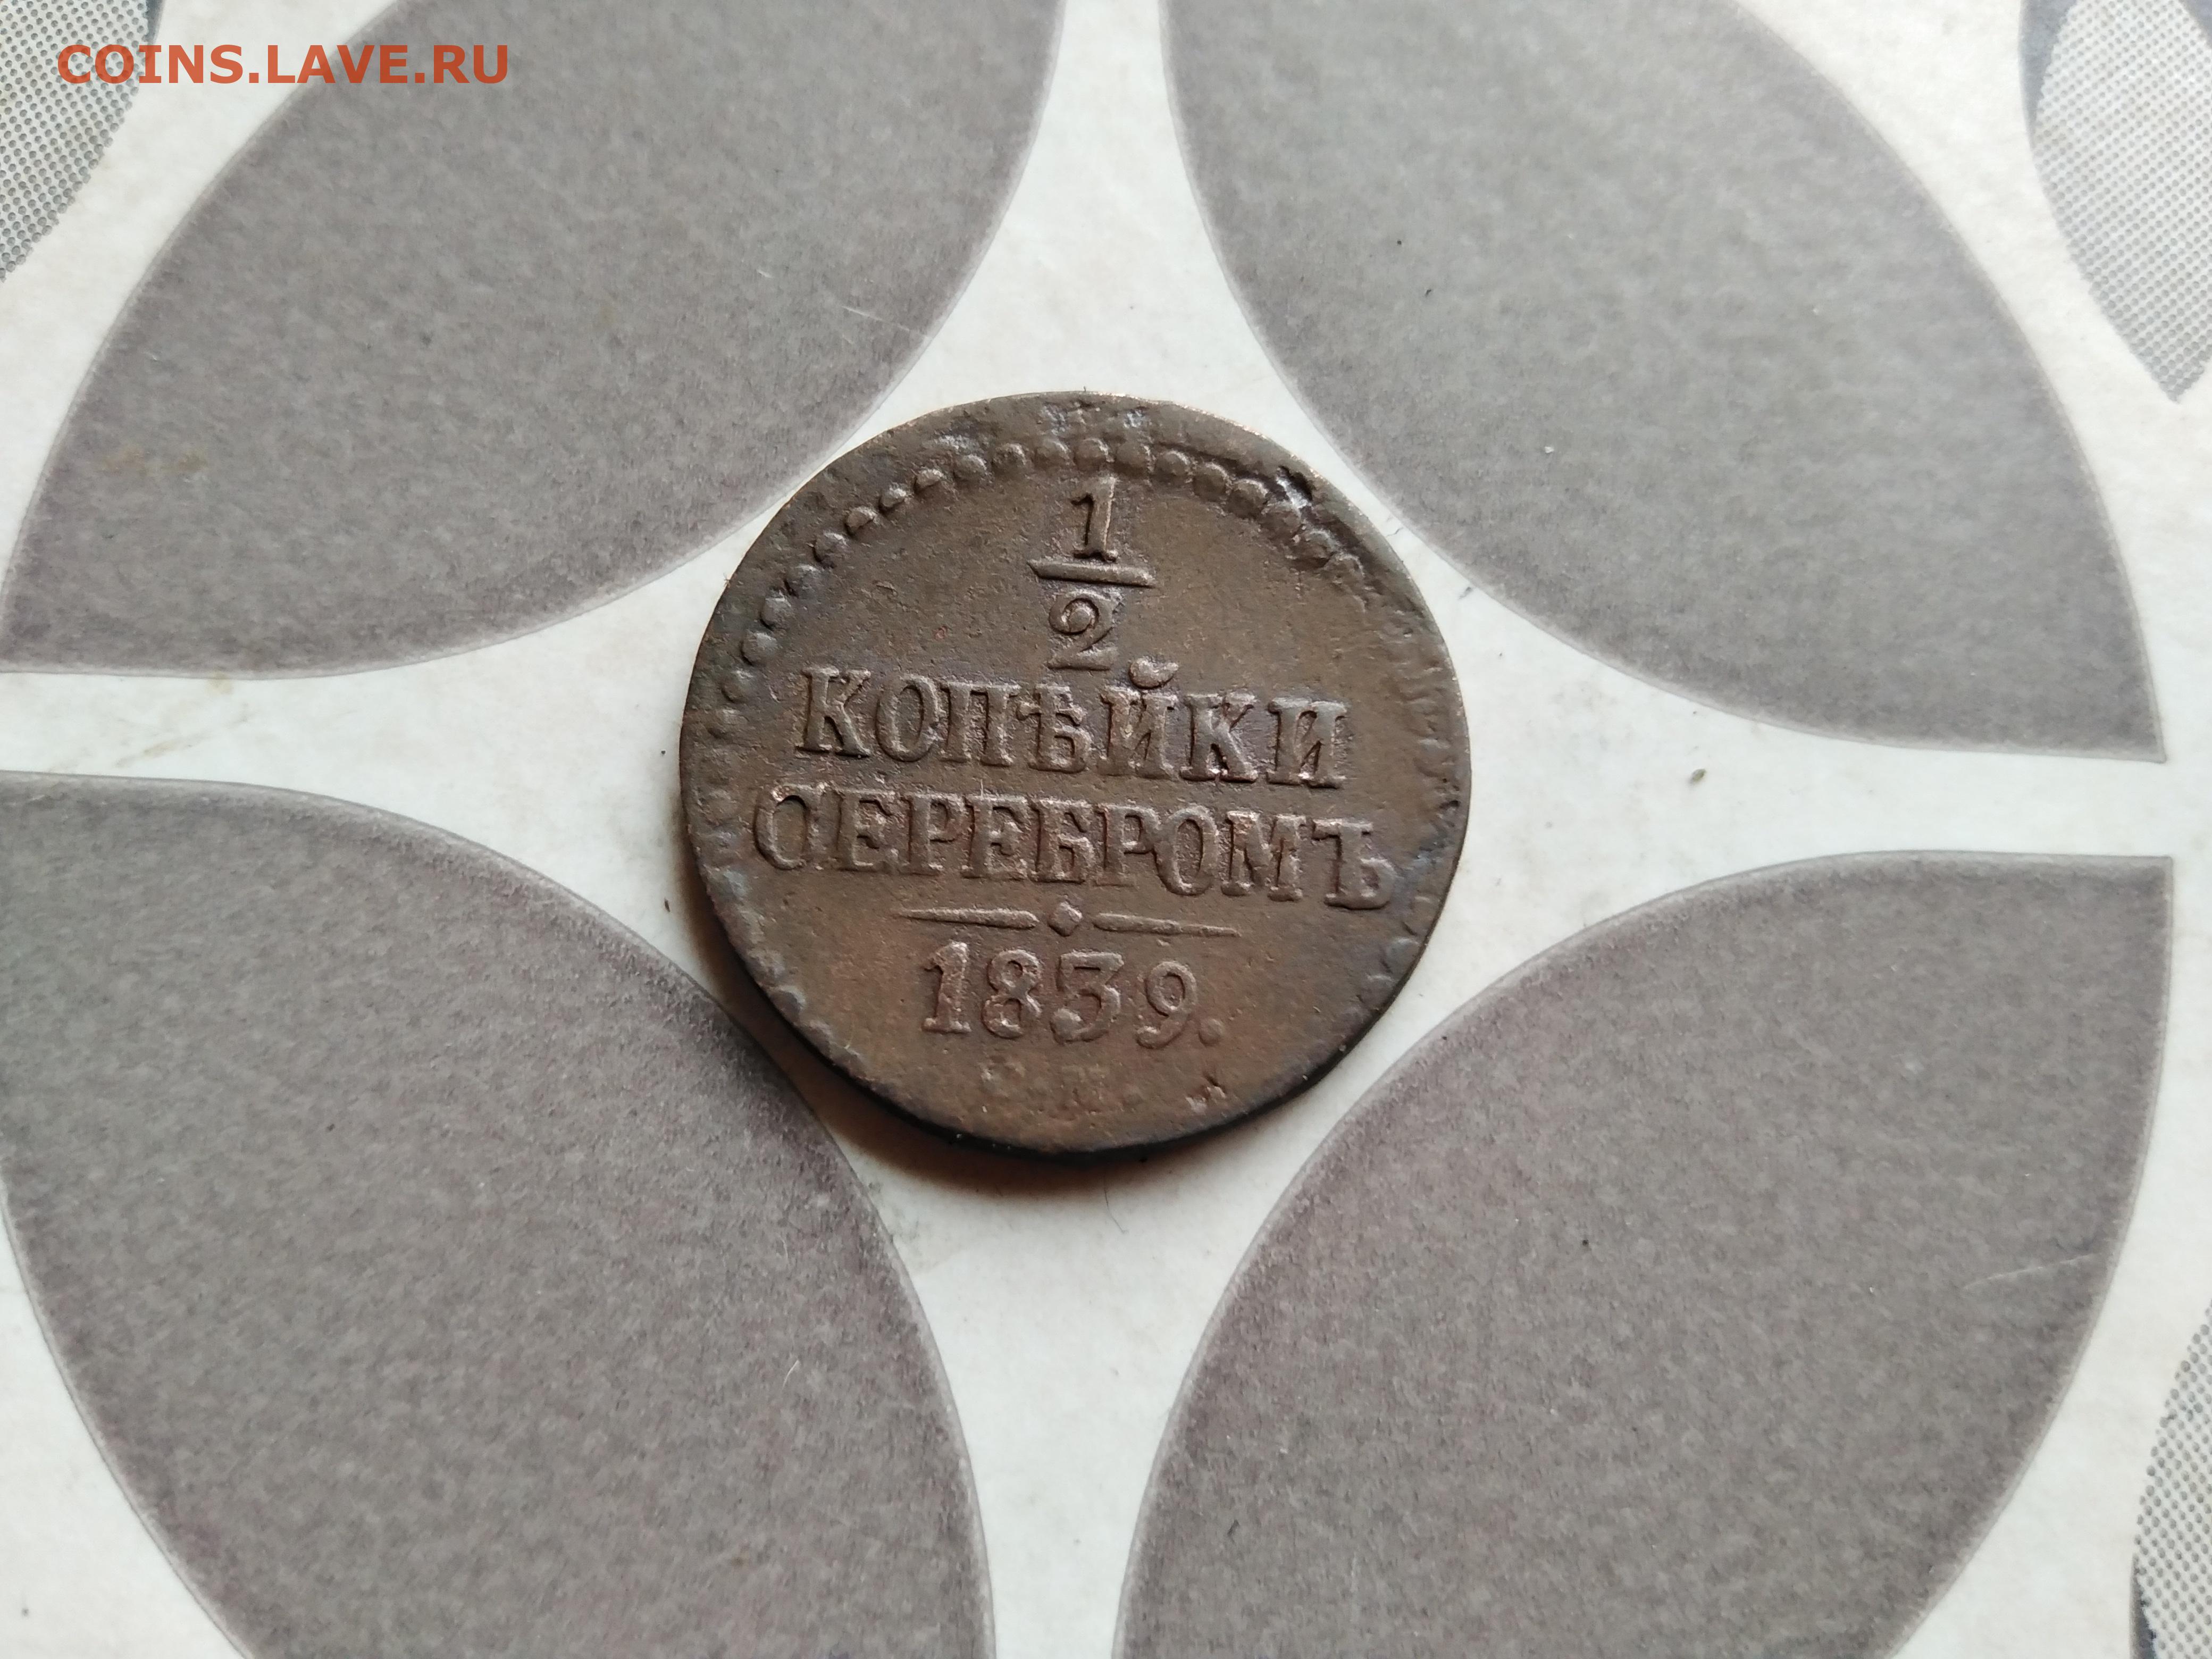 COINS.LAVE.RU
1
2
КОПѢЙКИ
СЕРЕБРОМЪ
1839.